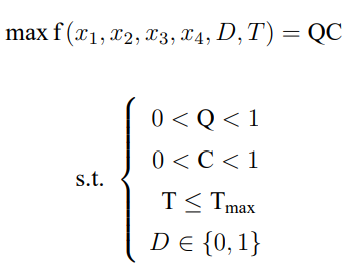 max f(x₁, x₂, x₃, x₄, D, T) = QC
0 < Q < 1
0 < C < 1
s.t.
T ≤ Tmax
D ∈ {0, 1}